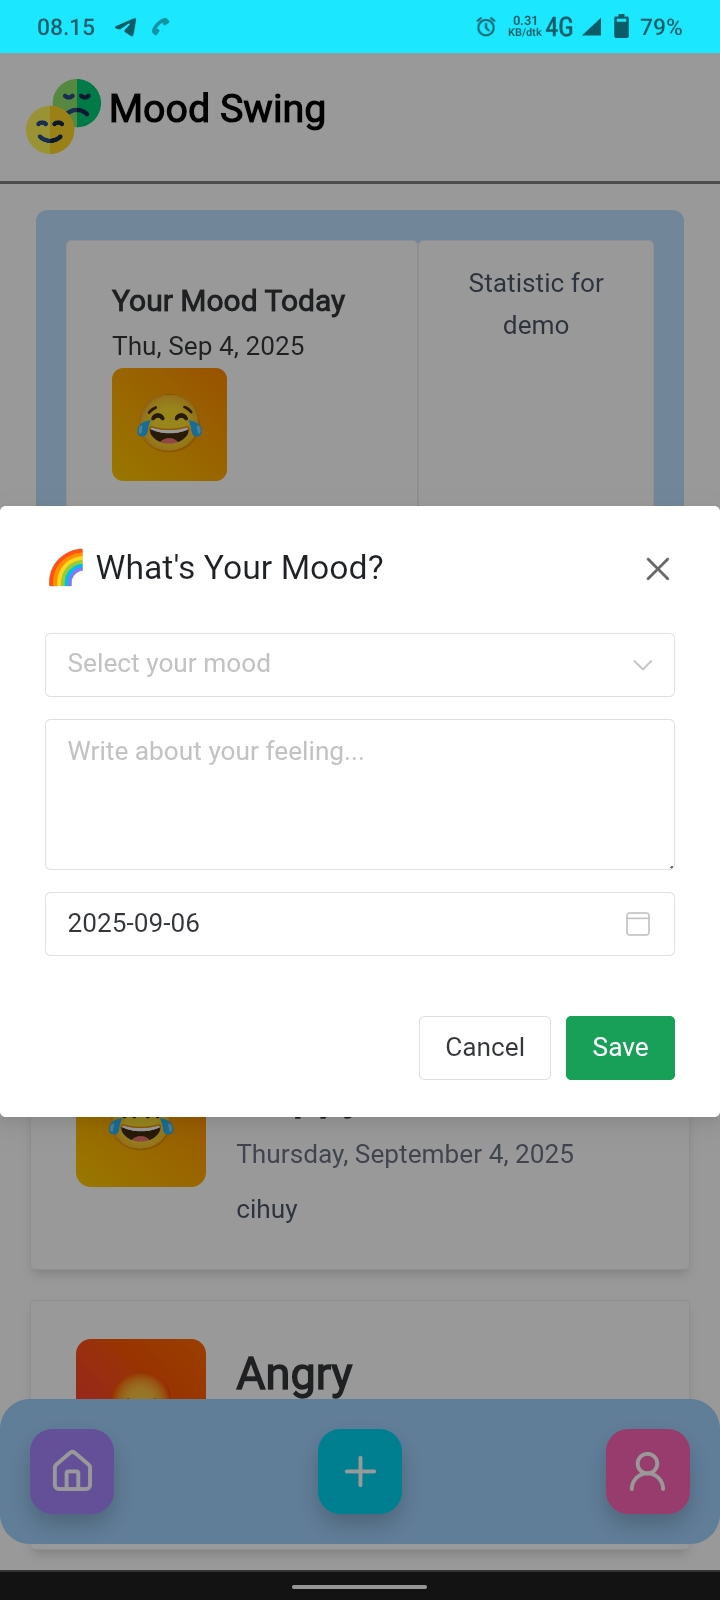 08.15
0.31
KB/dtk
4G
79%
Mood Swing
Your Mood Today
Thu, Sep 4, 2025
Statistic for
demo
🌈 What's Your Mood?
Select your mood
Write about your feeling...
2025-09-06
Cancel
Save
Thursday, September 4, 2025
cihuy
Angry